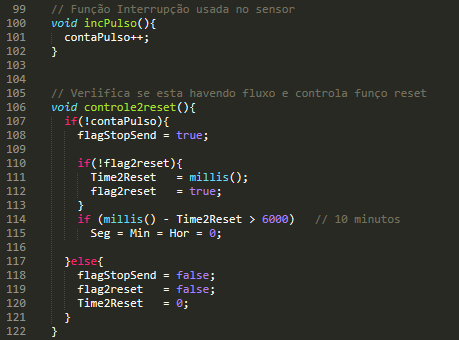 99 // Função Interrupção usada no sensor
100 void incPulso(){
101 contaPulso++;
102 }
103
104
105 // Veriifica se esta havendo fluxo e controla funço reset
106 void controle2reset(){
107 if(!contaPulso){
108 flagStopSend = true;
109
110 if(!flag2reset){
111 Time2Reset = millis();
112 flag2reset = true;
113 }
114 if (millis() - Time2Reset > 6000) // 10 minutos
115 Seg = Min = Hor = 0;
116
117 }else{
118 flagStopSend = false;
119 flag2reset = false;
120 Time2Reset = 0;
121 }
122 }